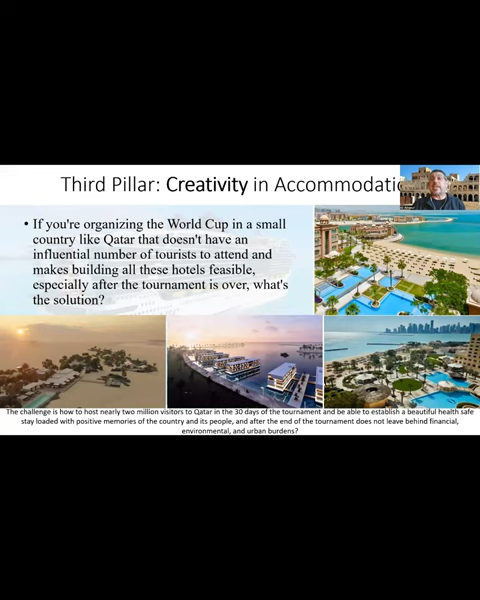 Third Pillar: Creativity in Accommodatio
• If you're organizing the World Cup in a small
country like Qatar that doesn't have an
influential number of tourists to attend and
makes building all these hotels feasible,
especially after the tournament is over, what's
the solution?
The challenge is how to host nearly two million visitors to Qatar in the 30 days of the tournament and be able to establish a beautiful health safe
stay loaded with positive memories of the country and its people, and after the end of the tournament does not leave behind financial,
environmental, and urban burdens?